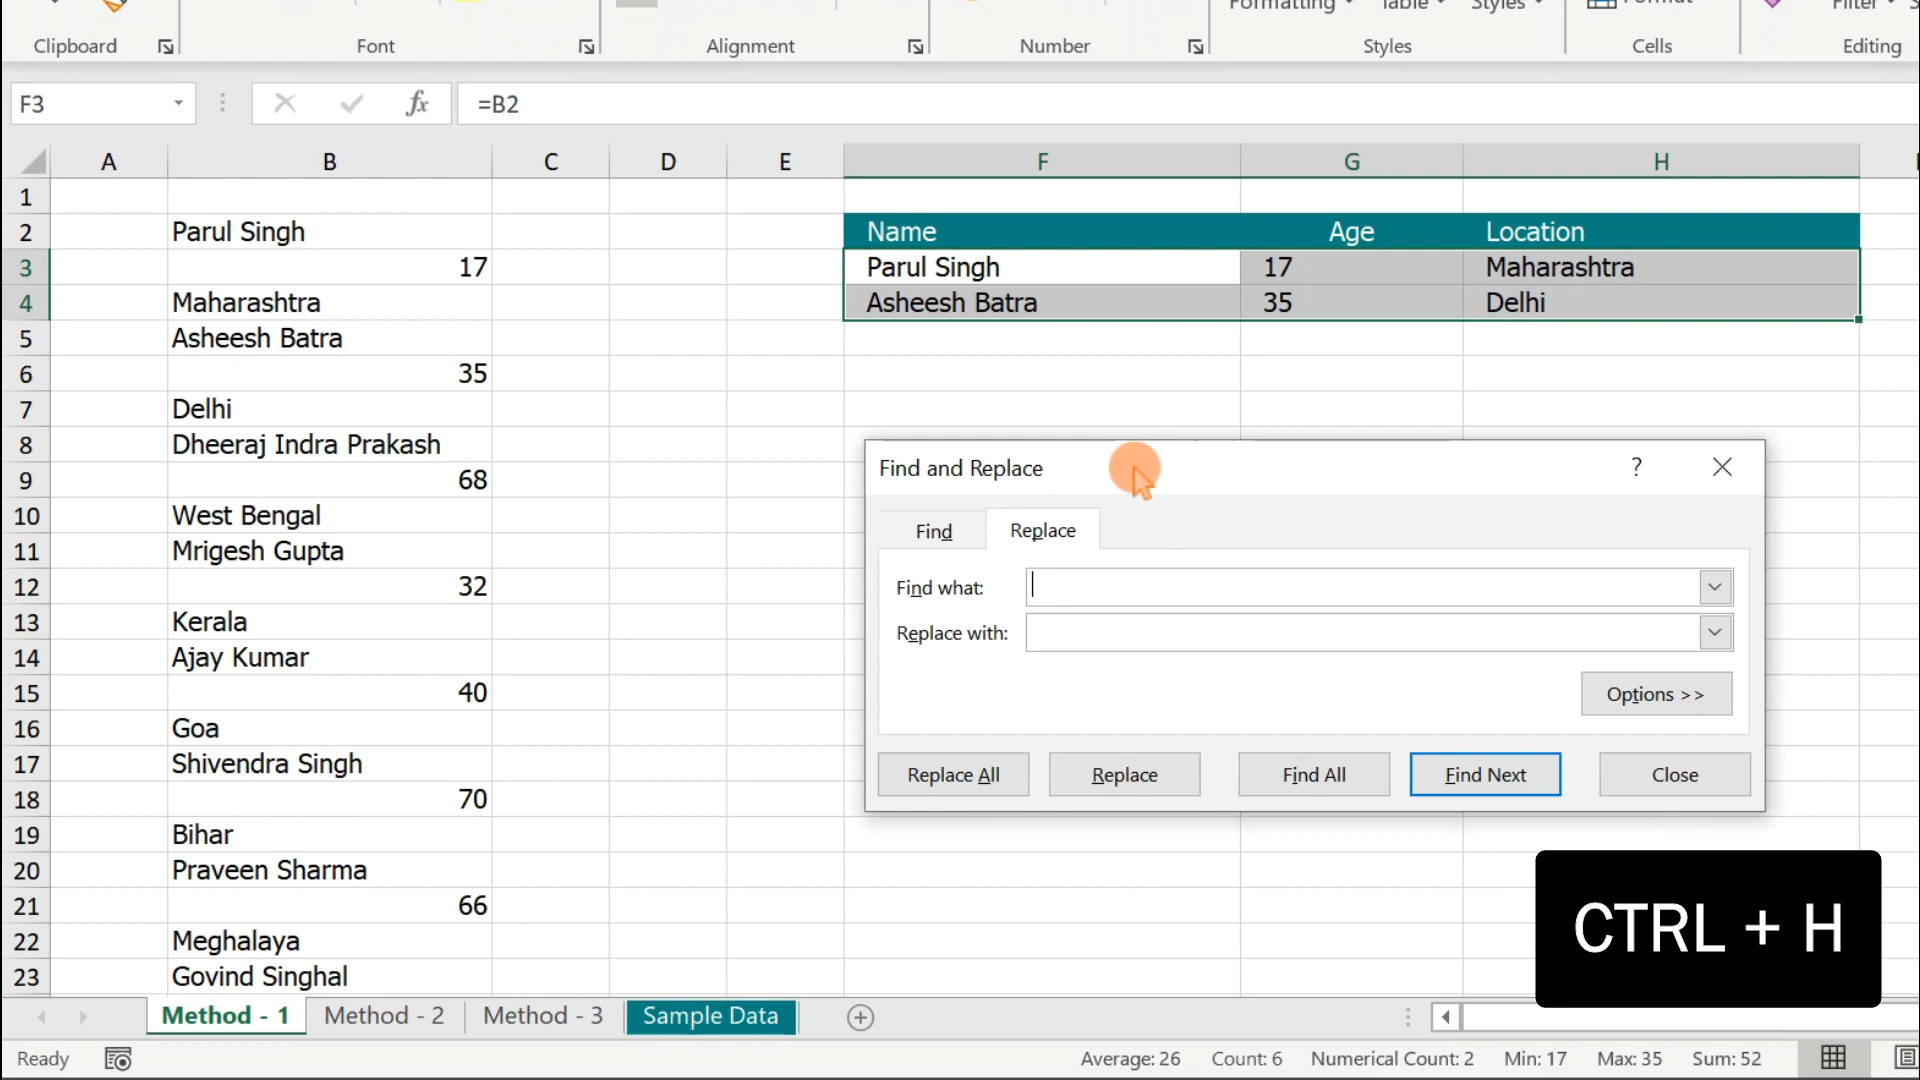 Formatting Table Styles Format Filter
Clipboard Font Alignment Number Styles Cells Editing
F3 fx =B2
A B C D E F G H
1
2 Parul Singh Name Age Location
3 17 Parul Singh 17 Maharashtra
4 Maharashtra Asheesh Batra 35 Delhi
5 Asheesh Batra
6 35
7 Delhi
8 Dheeraj Indra Prakash
9 68
10 West Bengal
11 Mrigesh Gupta
12 32
13 Kerala
14 Ajay Kumar
15 40
16 Goa
17 Shivendra Singh
18 70
19 Bihar
20 Praveen Sharma
21 66
22 Meghalaya
23 Govind Singhal
Find and Replace ?
Find Replace
Find what:
Replace with:
Options >>
Replace All Replace Find All Find Next Close
CTRL + H
Method - 1 Method - 2 Method - 3 Sample Data
Ready Average: 26 Count: 6 Numerical Count: 2 Min: 17 Max: 35 Sum: 52